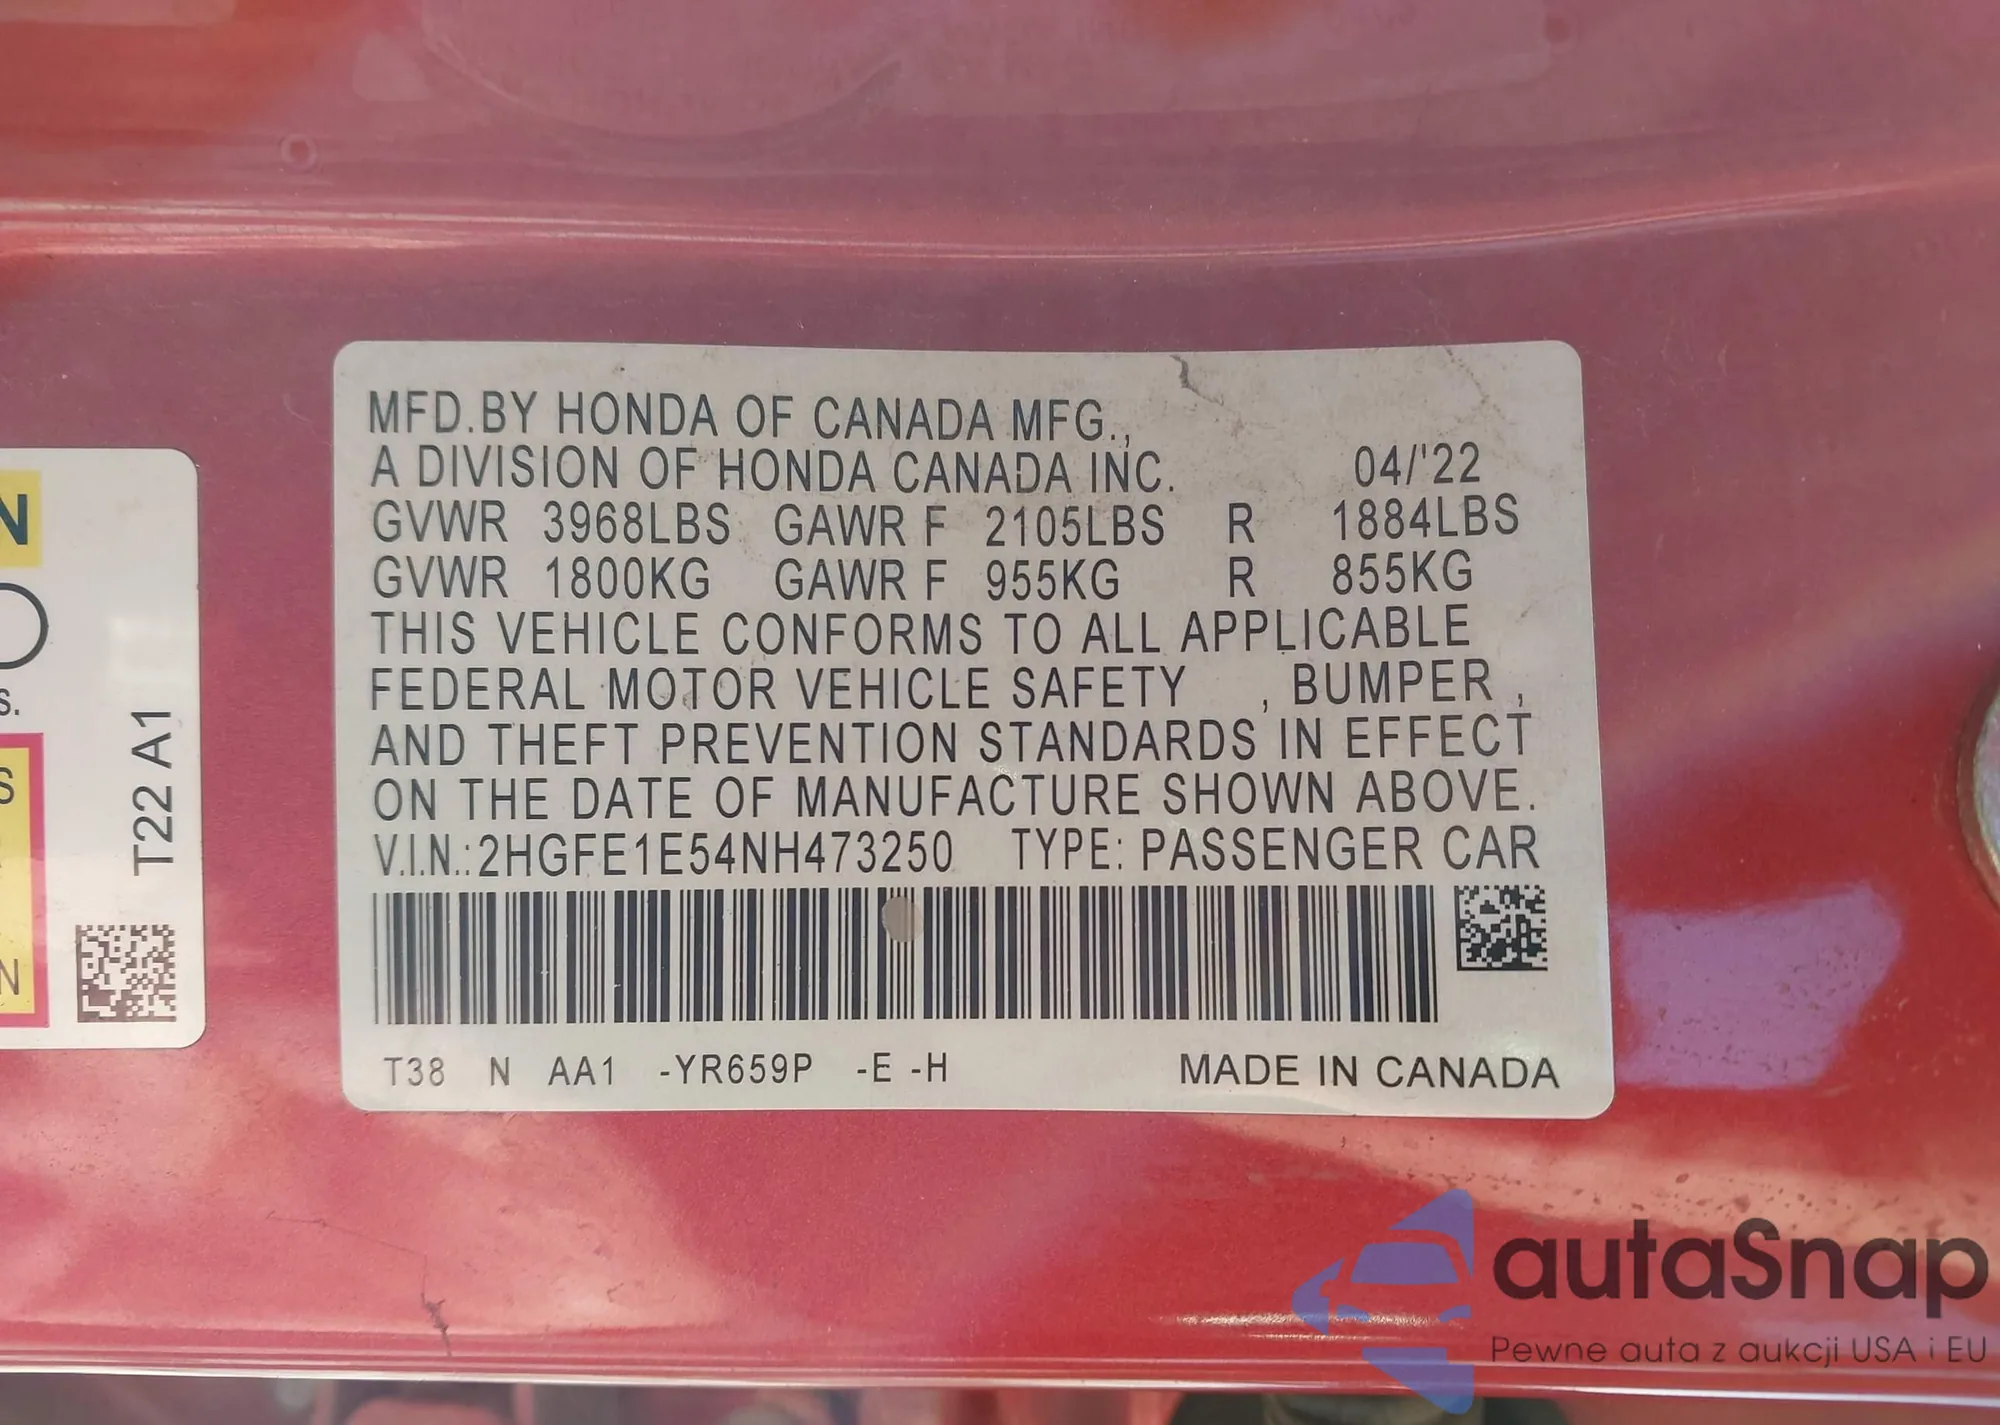 MFD.BY HONDA OF CANADA MFG.,
A DIVISION OF HONDA CANADA INC. 04/'22
GVWR 3968LBS GAWR F 2105LBS R 1884LBS
GVWR 1800KG GAWR F 955KG R 855KG
THIS VEHICLE CONFORMS TO ALL APPLICABLE
FEDERAL MOTOR VEHICLE SAFETY , BUMPER ,
AND THEFT PREVENTION STANDARDS IN EFFECT
ON THE DATE OF MANUFACTURE SHOWN ABOVE.
V.I.N.:2HGFE1E54NH473250 TYPE: PASSENGER CAR
T38 N AA1 -YR659P -E -H MADE IN CANADA
T22 A1
N
S.
S
N
autaSnap
Pewne auta z aukcji USA i EU